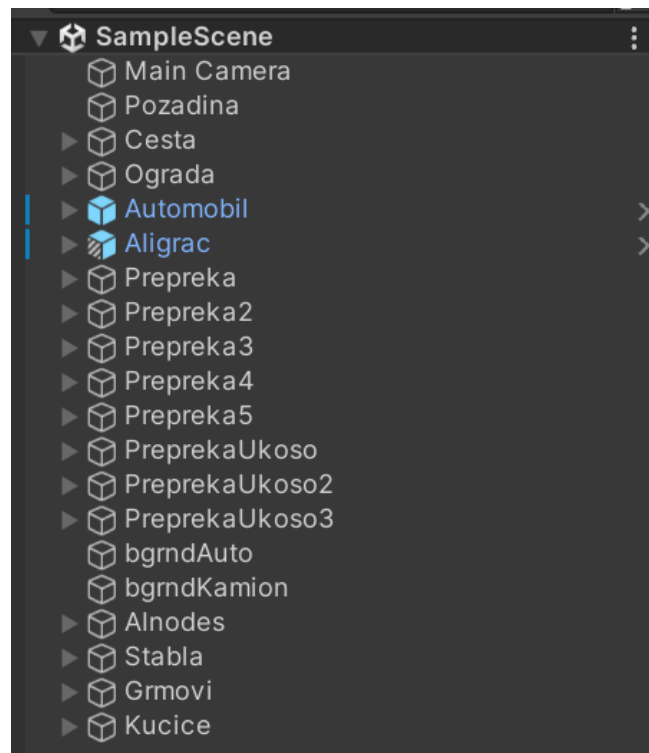 SampleScene
Main Camera
Pozadina
Cesta
Ograda
Automobil
Aligrac
Prepreka
Prepreka2
Prepreka3
Prepreka4
Prepreka5
PreprekaUkoso
PreprekaUkoso2
PreprekaUkoso3
bgrndAuto
bgrndKamion
AInodes
Stabla
Grmovi
Kucice